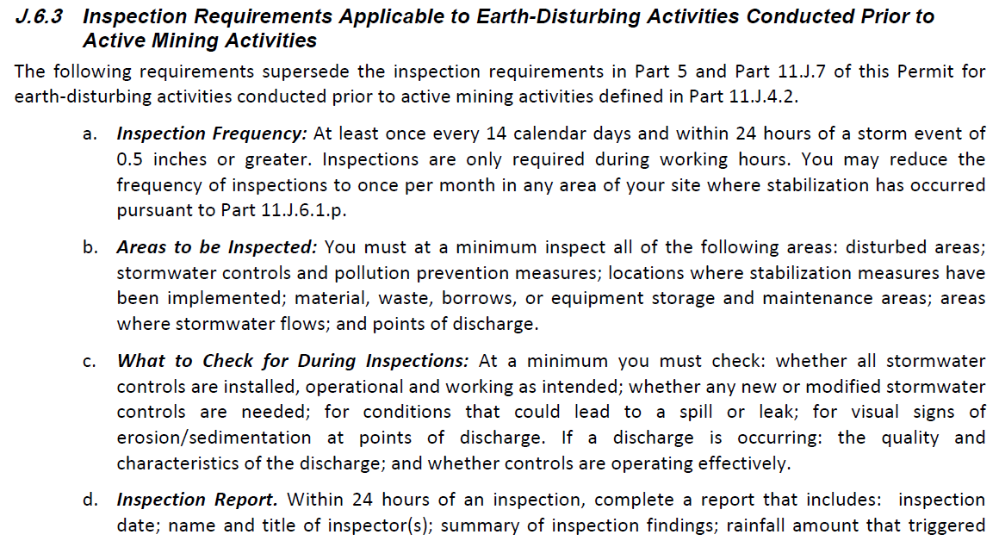 J.6.3 Inspection Requirements Applicable to Earth-Disturbing Activities Conducted Prior to
Active Mining Activities
The following requirements supersede the inspection requirements in Part 5 and Part 11.J.7 of this Permit for
earth-disturbing activities conducted prior to active mining activities defined in Part 11.J.4.2.
a. Inspection Frequency: At least once every 14 calendar days and within 24 hours of a storm event of
0.5 inches or greater. Inspections are only required during working hours. You may reduce the
frequency of inspections to once per month in any area of your site where stabilization has occurred
pursuant to Part 11.J.6.1.p.
b. Areas to be Inspected: You must at a minimum inspect all of the following areas: disturbed areas;
stormwater controls and pollution prevention measures; locations where stabilization measures have
been implemented; material, waste, borrows, or equipment storage and maintenance areas; areas
where stormwater flows; and points of discharge.
c. What to Check for During Inspections: At a minimum you must check: whether all stormwater
controls are installed, operational and working as intended; whether any new or modified stormwater
controls are needed; for conditions that could lead to a spill or leak; for visual signs of
erosion/sedimentation at points of discharge. If a discharge is occurring: the quality and
characteristics of the discharge; and whether controls are operating effectively.
d. Inspection Report. Within 24 hours of an inspection, complete a report that includes: inspection
date; name and title of inspector(s); summary of inspection findings; rainfall amount that triggered